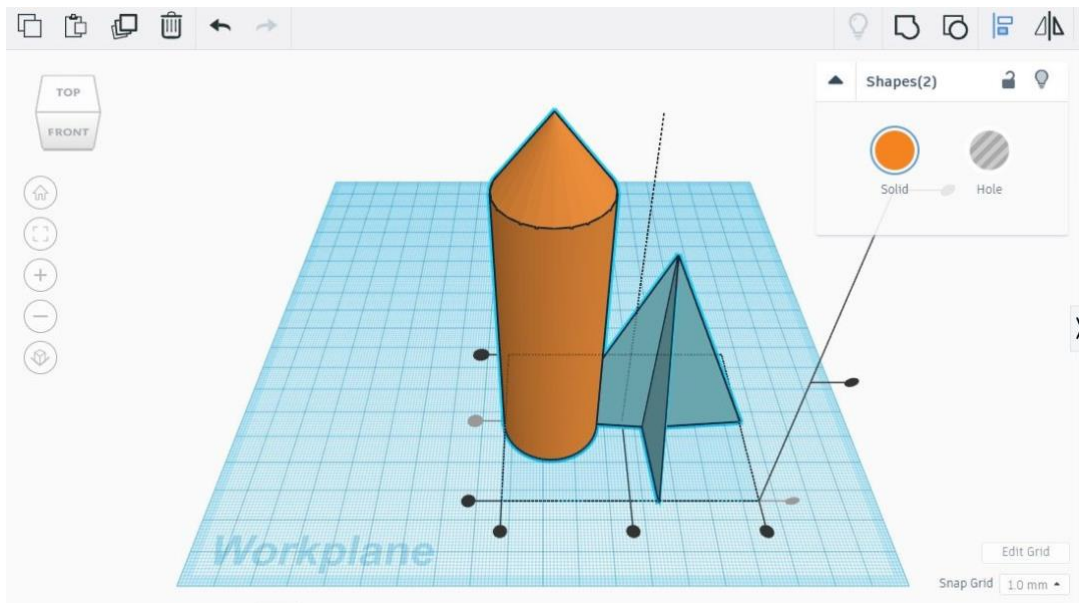 Shapes(2)
TOP
FRONT
Solid
Hole
Workplane
Edit Grid
Snap Grid 1.0 mm